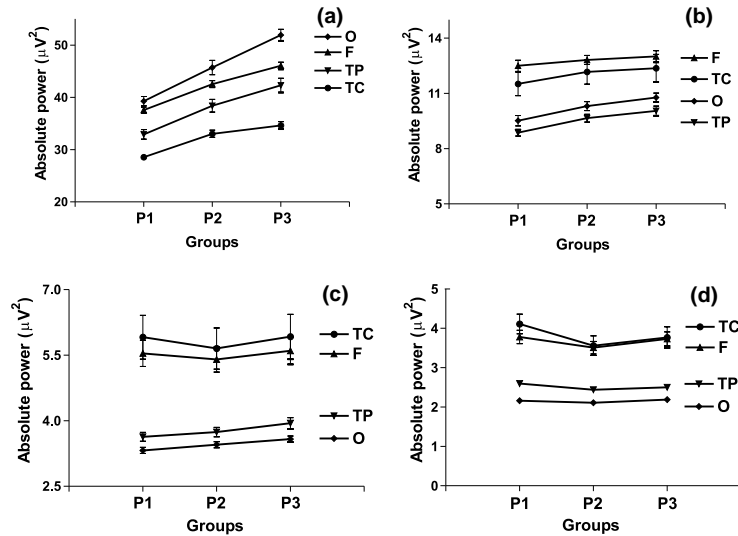 (a)
Absolute power (μV²)
50
40
30
20
O
F
TP
TC
P1 P2 P3
Groups
(b)
Absolute power (μV²)
14
11
8
5
F
TC
O
TP
P1 P2 P3
Groups
(c)
Absolute power (μV²)
7.0
5.5
4.0
2.5
TC
F
TP
O
P1 P2 P3
Groups
(d)
Absolute power (μV²)
5
4
3
2
1
0
TC
F
TP
O
P1 P2 P3
Groups